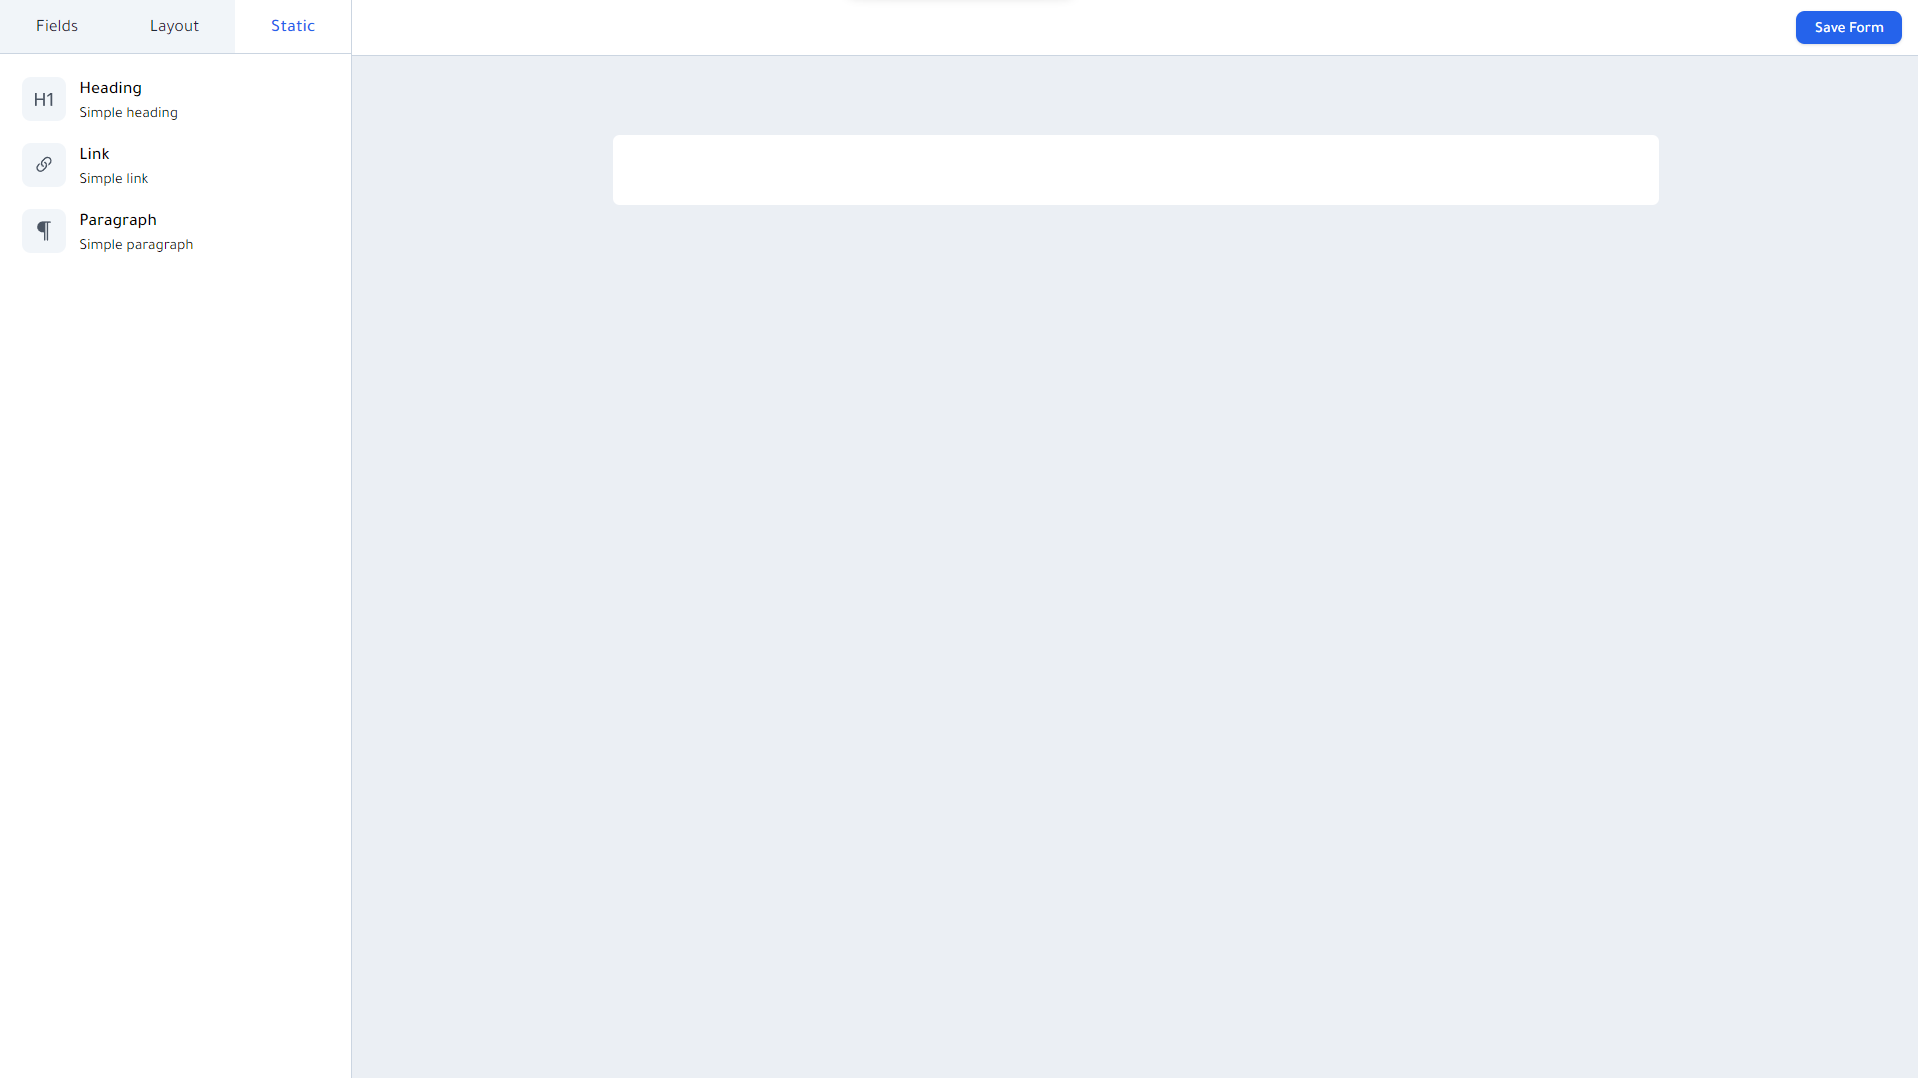 Fields
Layout
Static
Save Form
H1
Heading
Simple heading
Link
Simple link
¶
Paragraph
Simple paragraph